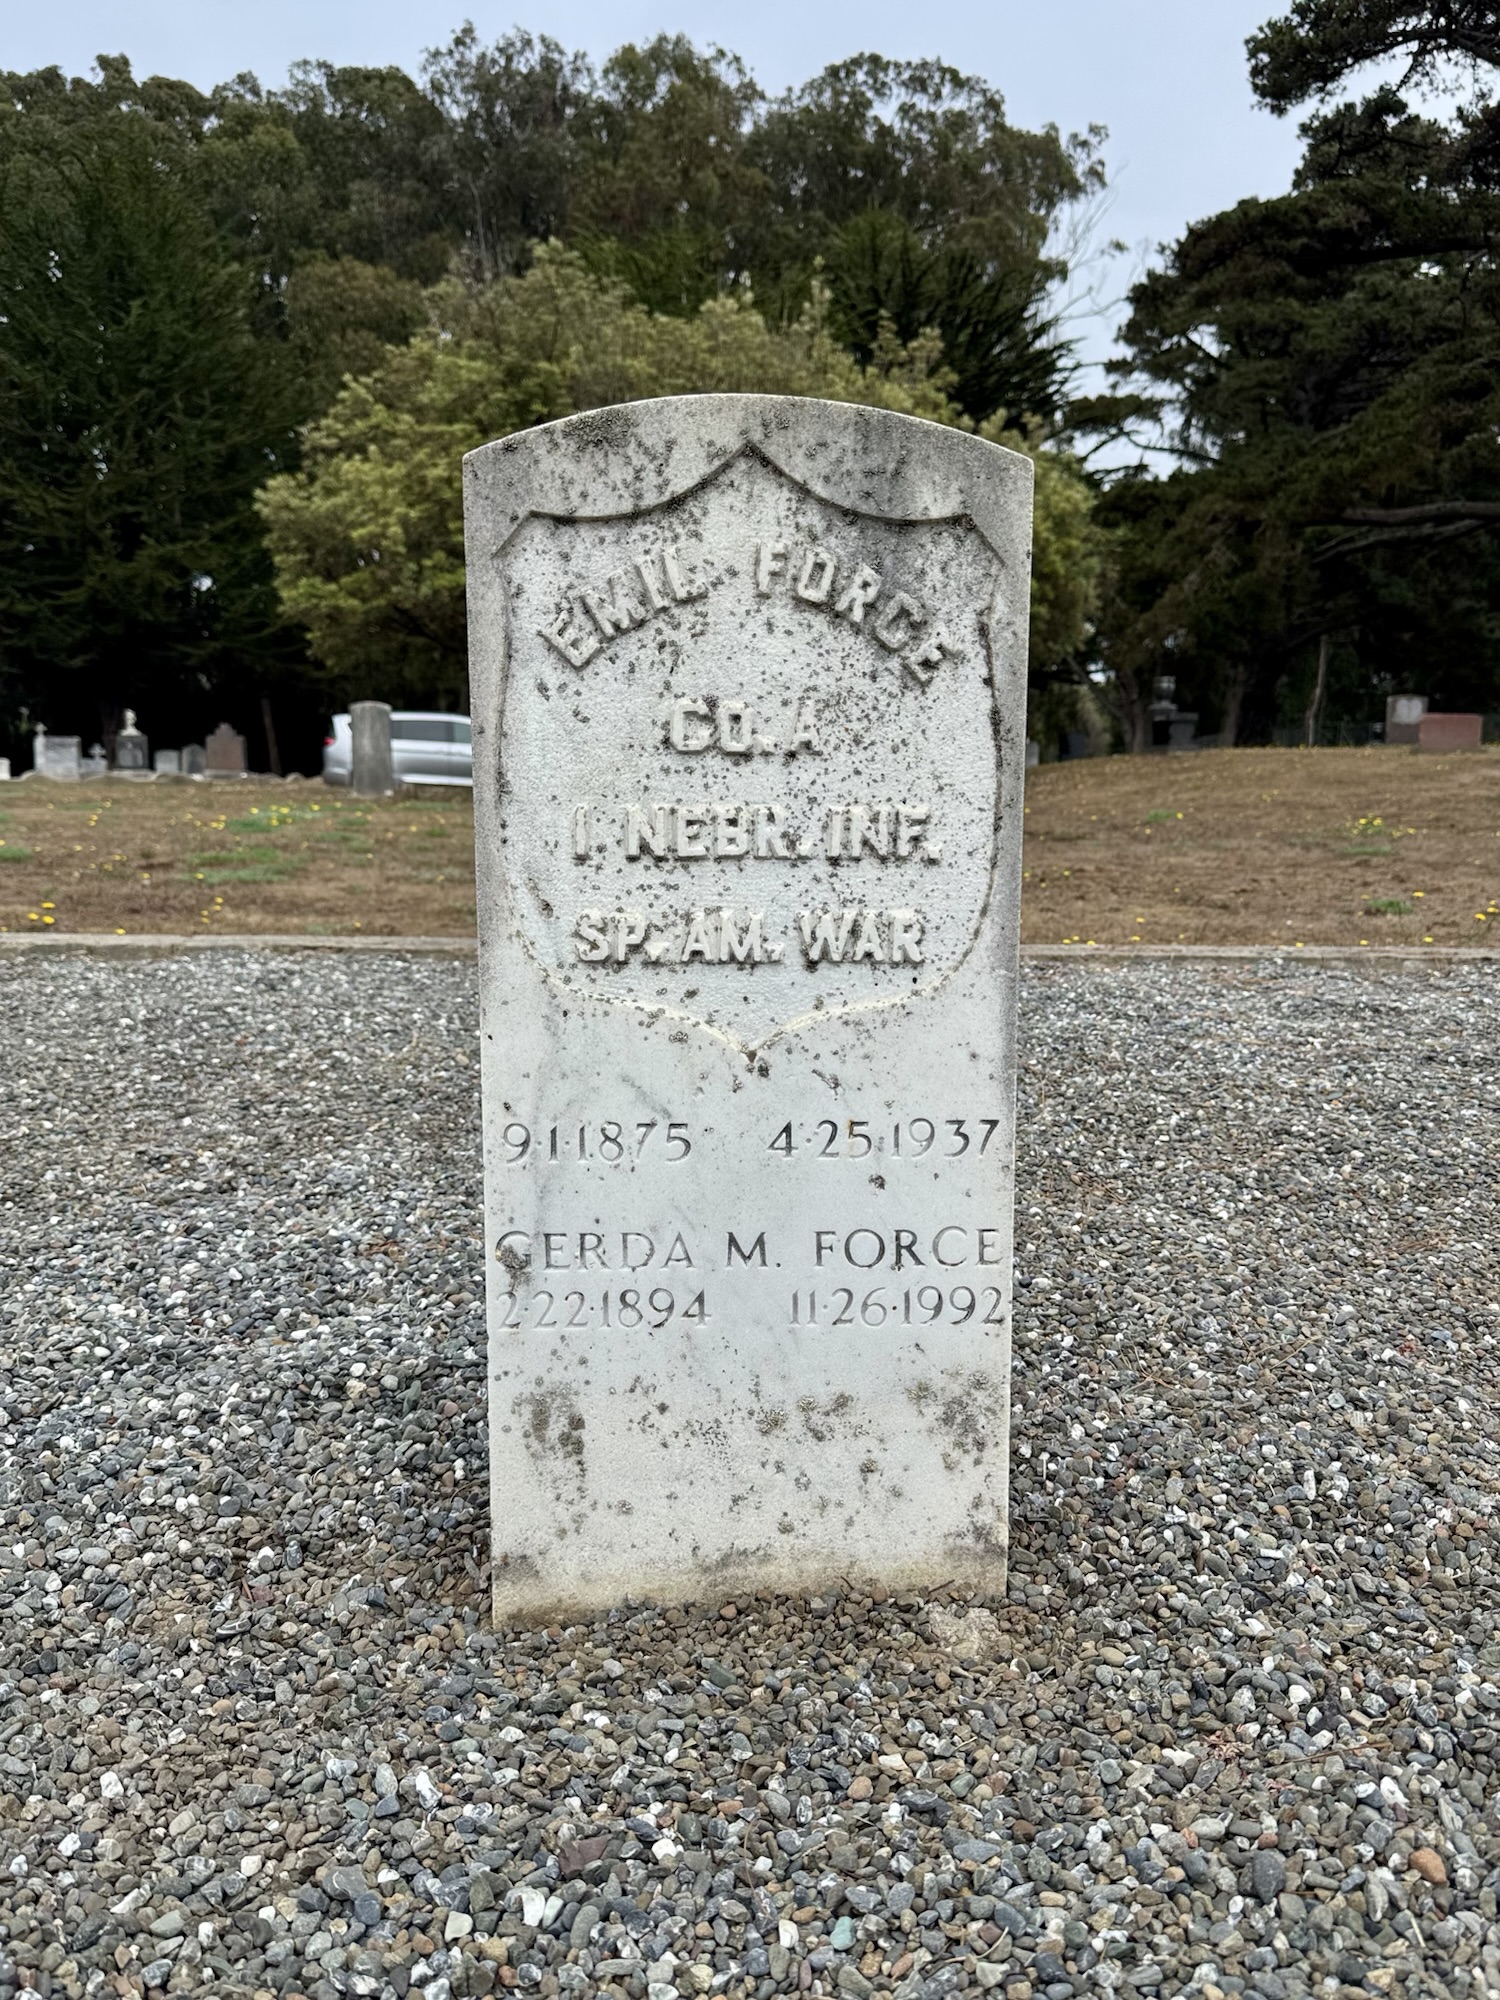 EMIL FORCE
CO. A
1 NEBR. INF.
SP. AM. WAR
9·1·1875 4·25·1937
GERDA M. FORCE
2·22·1894 11·26·1992